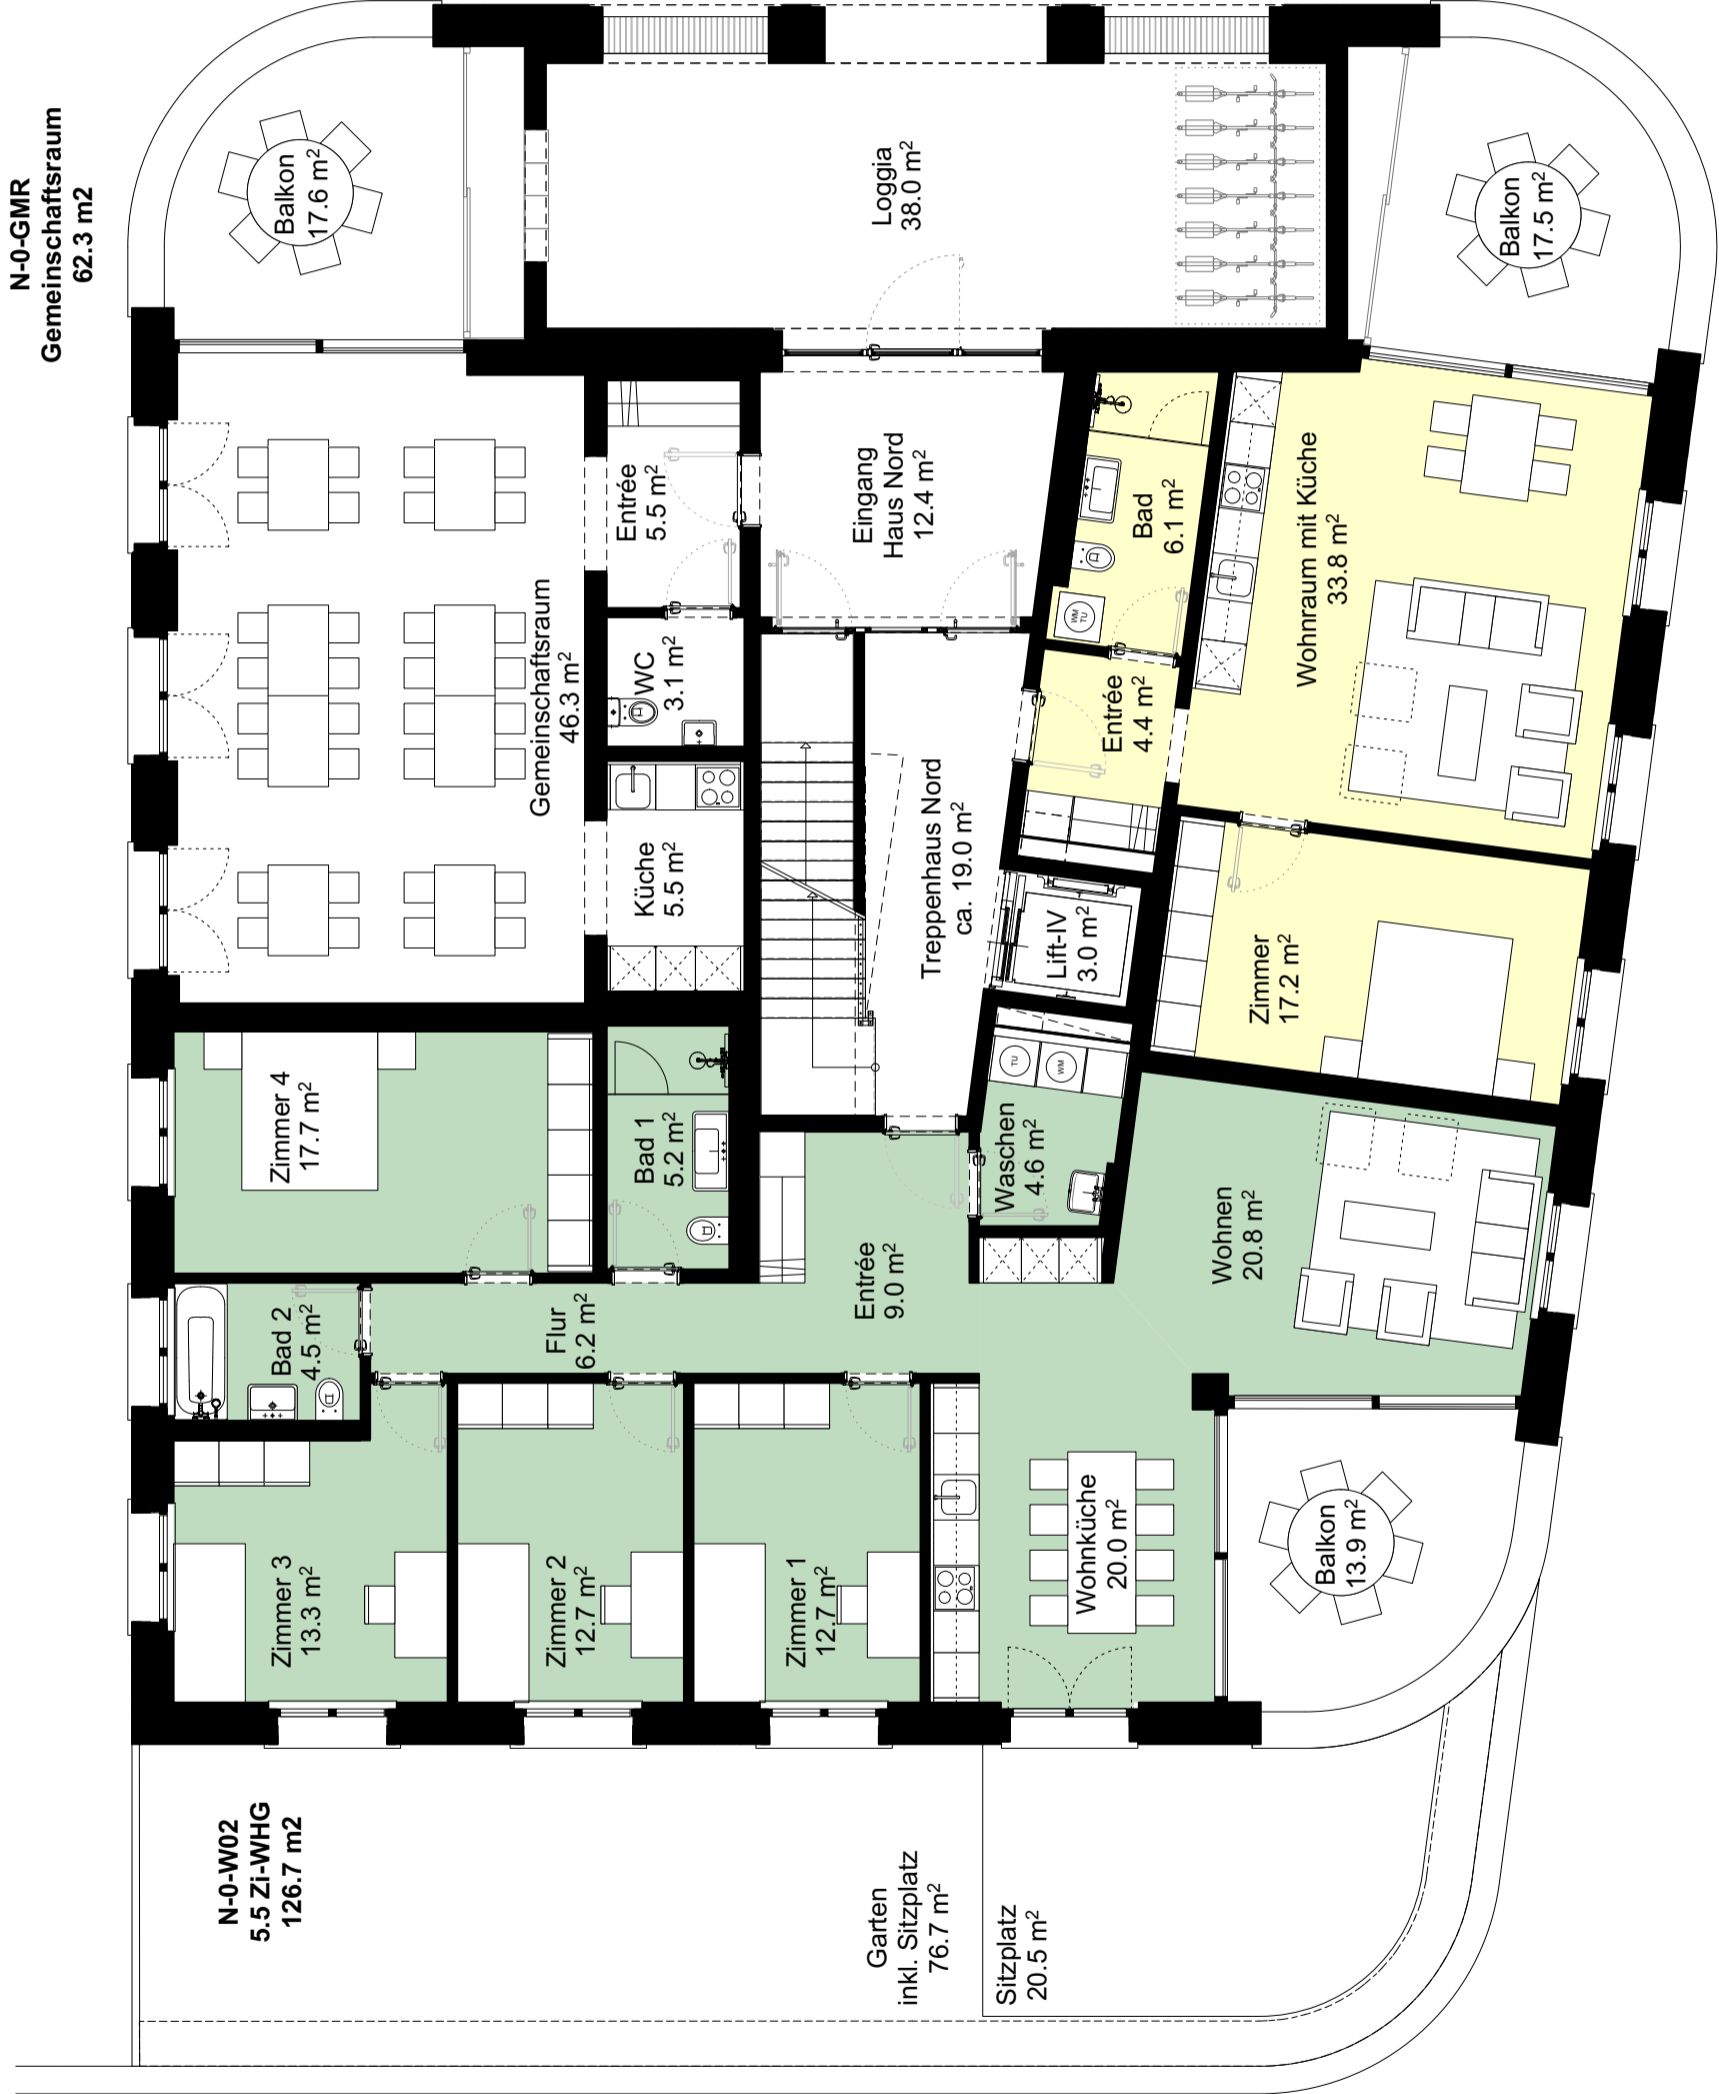 N-0-GMR
Gemeinschaftsraum
62.3 m2
Balkon
17.6 m²
Loggia
38.0 m²
Balkon
17.5 m²
Gemeinschaftsraum
46.3 m²
Entrée
5.5 m²
WC
3.1 m²
Küche
5.5 m²
Eingang
Haus Nord
12.4 m²
Treppenhaus Nord
ca. 19.0 m²
Lift-IV
3.0 m²
Bad
6.1 m²
WM
TU
Entrée
4.4 m²
Wohnraum mit Küche
33.8 m²
Zimmer
17.2 m²
Zimmer 4
17.7 m²
Bad 1
5.2 m²
Bad 2
4.5 m²
Flur
6.2 m²
Entrée
9.0 m²
Waschen
4.6 m²
TU
WM
Wohnen
20.8 m²
Zimmer 3
13.3 m²
Zimmer 2
12.7 m²
Zimmer 1
12.7 m²
Wohnküche
20.0 m²
Balkon
13.9 m²
N-0-W02
5.5 Zi-WHG
126.7 m2
Garten
inkl. Sitzplatz
76.7 m²
Sitzplatz
20.5 m²